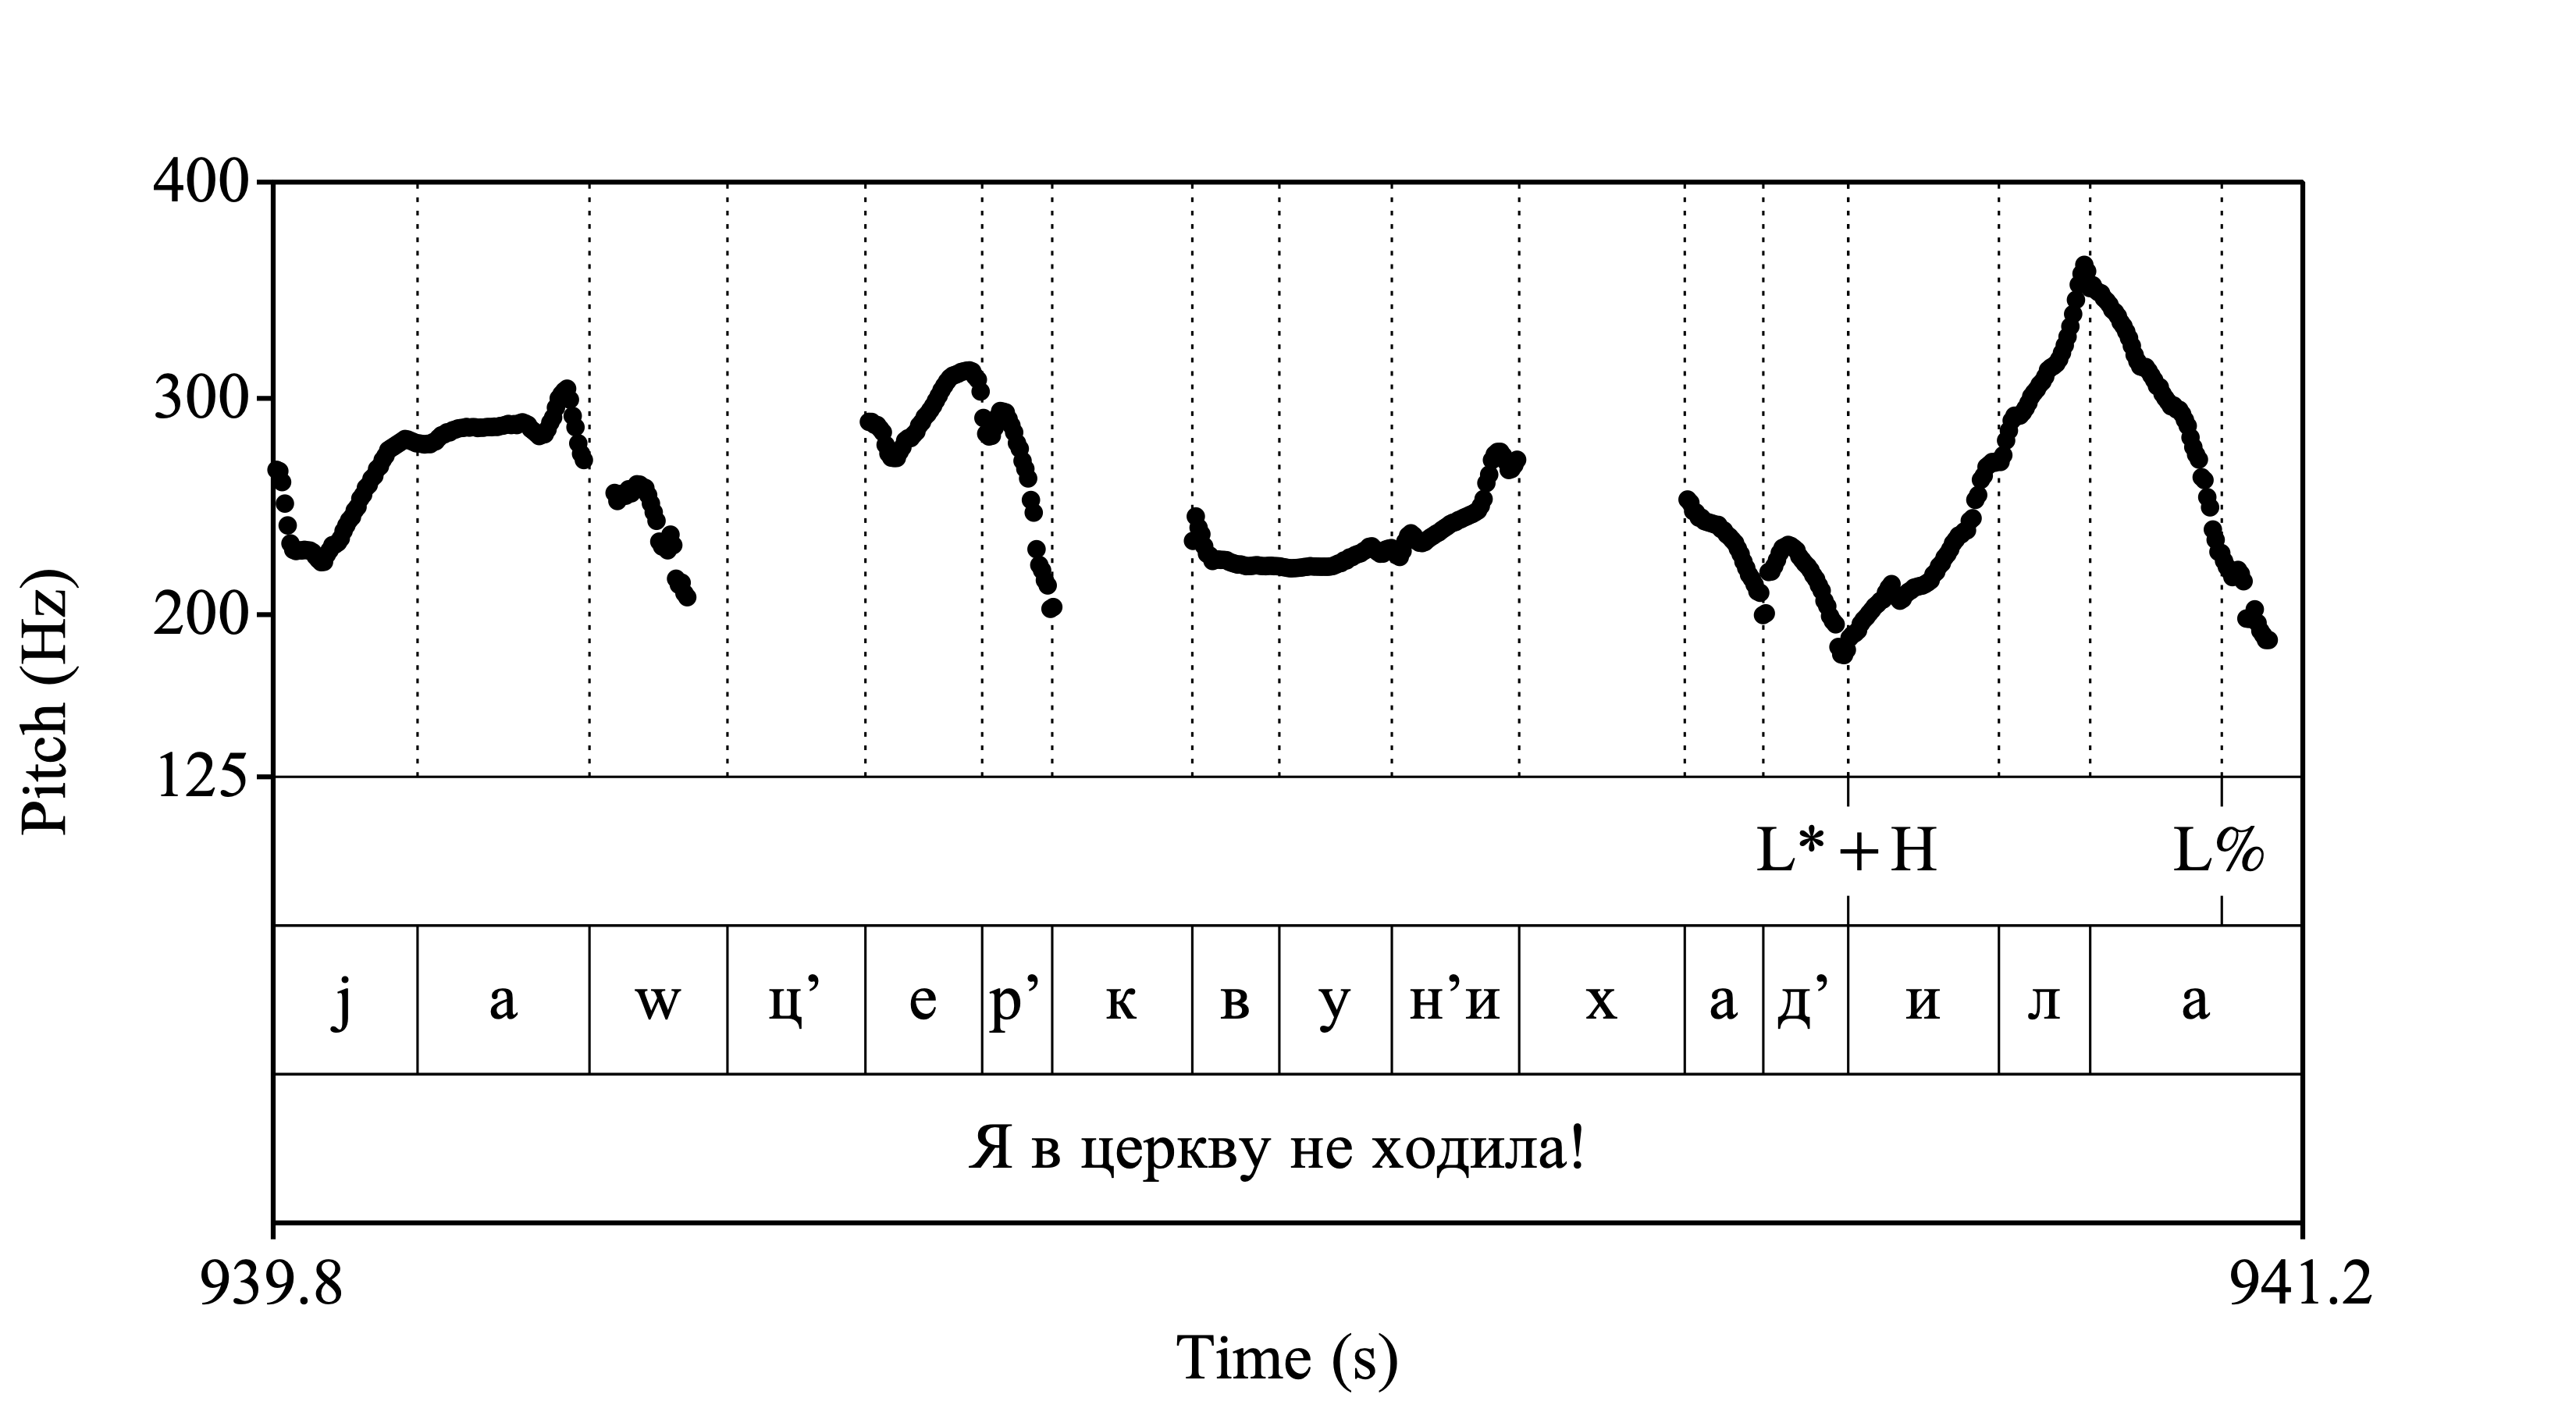 400
300
200
125
Pitch (Hz)
L*+H L%
j a w ц’ е р’ к в у н’и х а д’ и л а
Я в церкву не ходила!
939.8 941.2
Time (s)